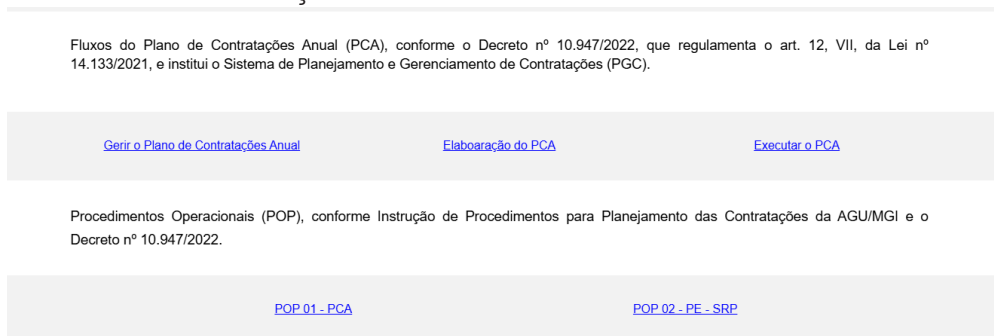 Fluxos do Plano de Contratações Anual (PCA), conforme o Decreto nº 10.947/2022, que regulamenta o art. 12, VII, da Lei nº
14.133/2021, e institui o Sistema de Planejamento e Gerenciamento de Contratações (PGC).
Gerir o Plano de Contratações Anual Elaboaração do PCA Executar o PCA
Procedimentos Operacionais (POP), conforme Instrução de Procedimentos para Planejamento das Contratações da AGU/MGI e o
Decreto nº 10.947/2022.
POP 01 - PCA POP 02 - PE - SRP